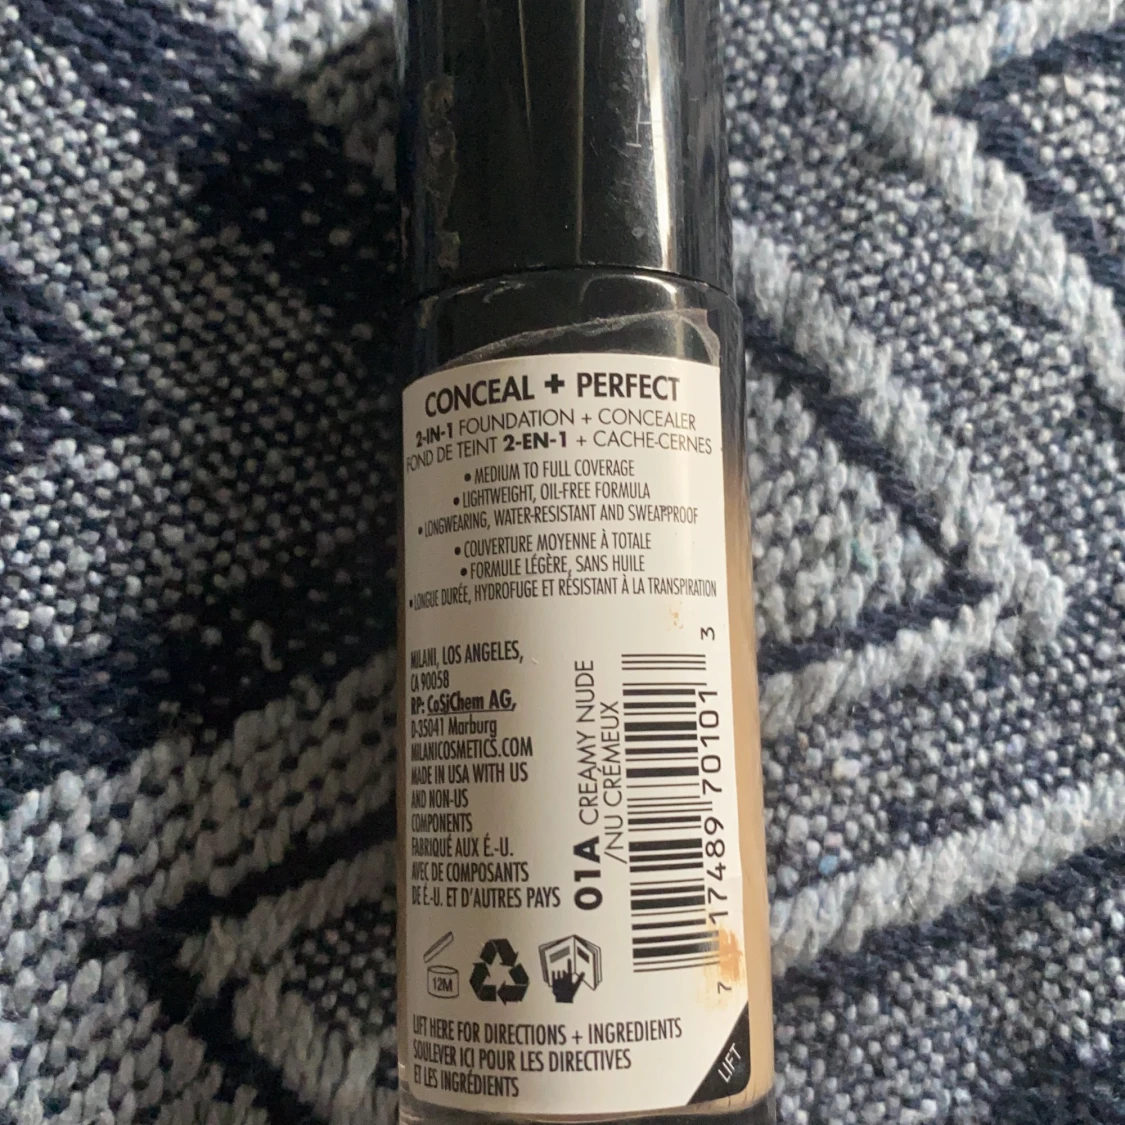 CONCEAL + PERFECT
2-IN-1 FOUNDATION + CONCEALER
FOND DE TEINT 2-EN-1 + CACHE-CERNES
• MEDIUM TO FULL COVERAGE
• LIGHTWEIGHT, OIL-FREE FORMULA
• LONGWEARING, WATER-RESISTANT AND SWEATPROOF
• COUVERTURE MOYENNE À TOTALE
• FORMULE LÉGÈRE, SANS HUILE
• LONGUE DURÉE, HYDROFUGE ET RÉSISTANT À LA TRANSPIRATION
MILANI, LOS ANGELES,
CA 90058
RP: CoSiChem AG,
D-35041 Marburg
MILANICOSMETICS.COM
MADE IN USA WITH US
AND NON-US
COMPONENTS
FABRIQUÉ AUX É.-U.
AVEC DE COMPOSANTS
DE É.-U. ET D'AUTRES PAYS
01A CREAMY NUDE
/NU CRÉMEUX
7 17489 70101 3
12M
LIFT HERE FOR DIRECTIONS + INGREDIENTS
SOULEVER ICI POUR LES DIRECTIVES
ET LES INGRÉDIENTS
LIFT